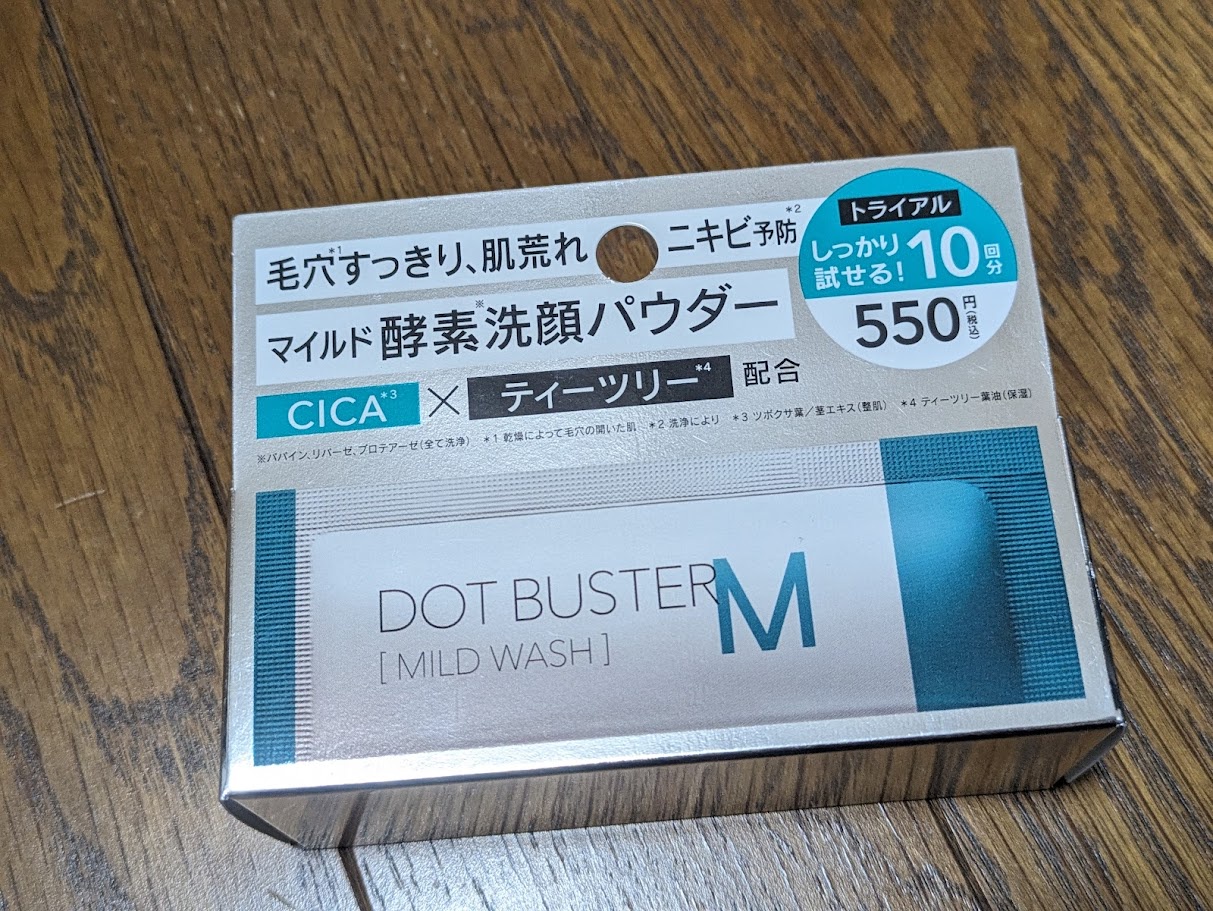 毛穴*1すっきり、肌荒れ ニキビ予防*2
マイルド酵素※洗顔パウダー
CICA*3 × ティーツリー*4 配合
※パパイン、リパーゼ、プロテアーゼ(全て洗浄) *1 乾燥によって毛穴の開いた肌 *2 洗浄により *3 ツボクサ葉/茎エキス(整肌) *4 ティーツリー葉油(保湿)
トライアル
しっかり
試せる! 10回分
550円(税込)
DOT BUSTER M
[MILD WASH]